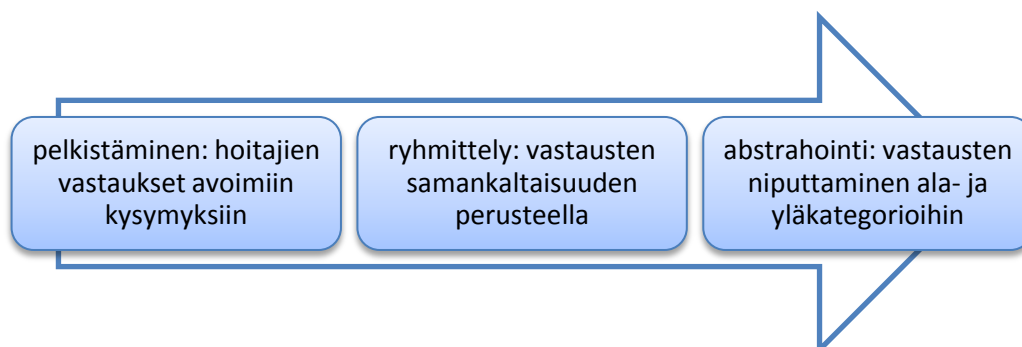 pelkistäminen: hoitajien
vastaukset avoimiin
kysymyksiin
ryhmittely: vastausten
samankaltaisuuden
perusteella
abstrahointi: vastausten
niputtaminen ala- ja
yläkategorioihin